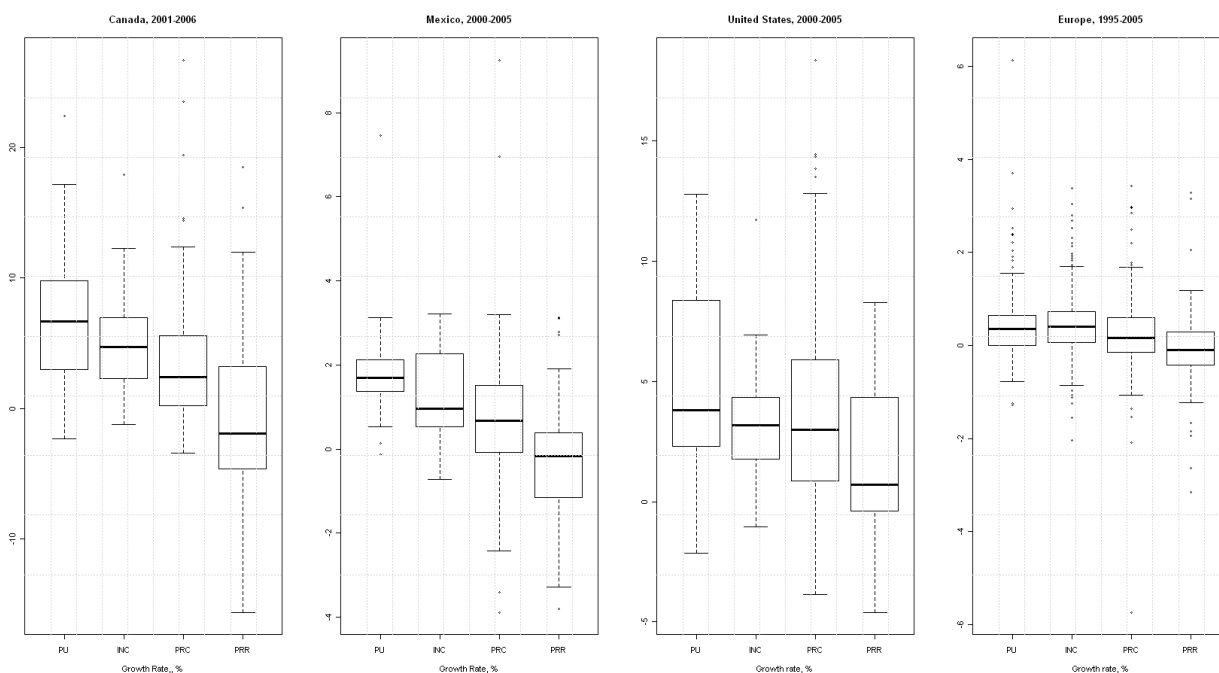 Canada, 2001-2006
20
10
0
-10
PU INC PRC PRR
Growth Rate,, %
Mexico, 2000-2005
8
6
4
2
0
-2
-4
PU INC PRC PRR
Growth Rate, %
United States, 2000-2005
15
10
5
0
-5
PU INC PRC PRR
Growth rate, %
Europe, 1995-2005
6
4
2
0
-2
-4
-6
PU INC PRC PRR
Growth rate, %